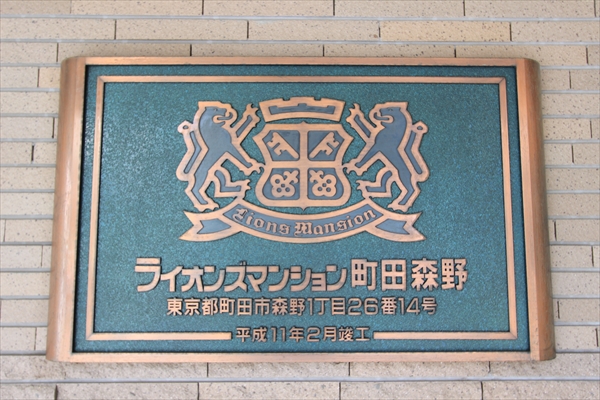 Lions Mansion
ライオンズマンション町田森野
東京都町田市森野1丁目26番14号
平成11年2月竣工